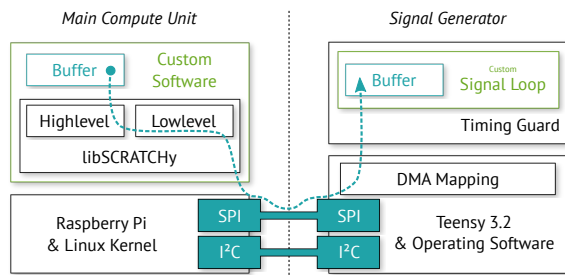 Main Compute Unit
Signal Generator
Buffer
Custom
Software
Highlevel
Lowlevel
libSCRATCHy
Custom
Signal Loop
Buffer
Timing Guard
DMA Mapping
Raspberry Pi
& Linux Kernel
SPI
SPI
I²C
I²C
Teensy 3.2
& Operating Software